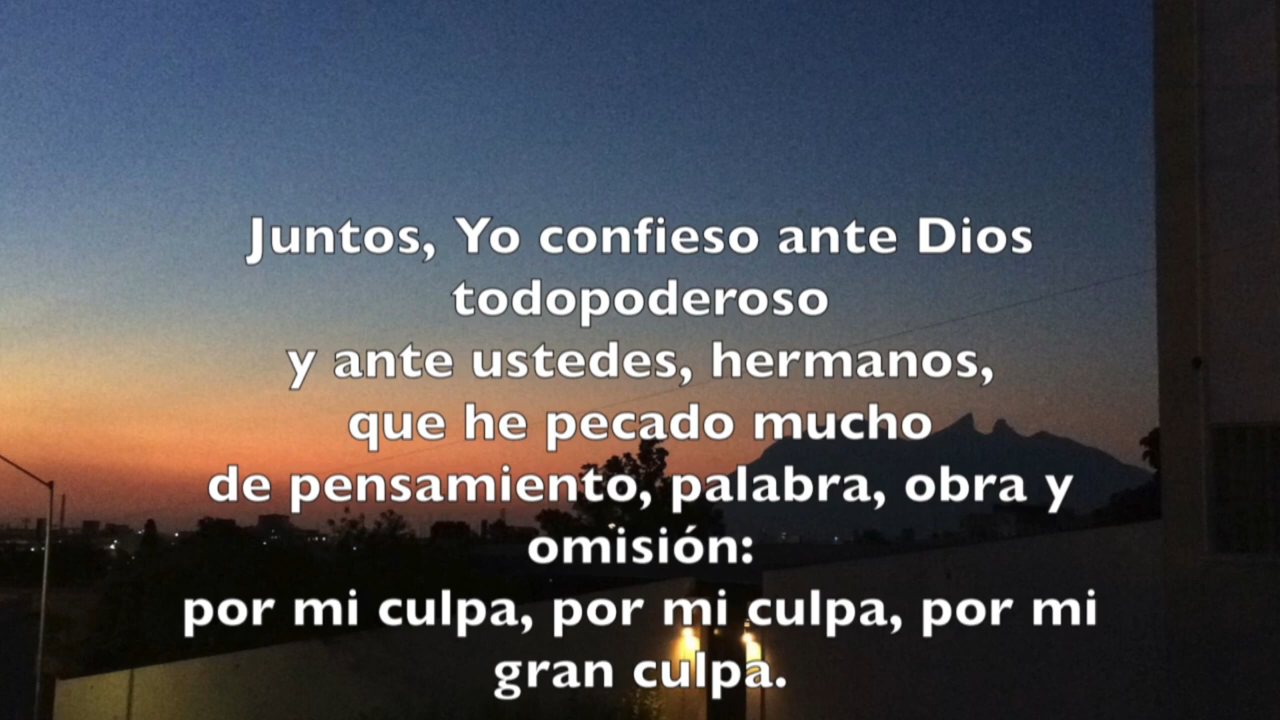 Juntos, Yo confieso ante Dios
todopoderoso
y ante ustedes, hermanos,
que he pecado mucho
de pensamiento, palabra, obra y
omisión:
por mi culpa, por mi culpa, por mi
gran culpa.